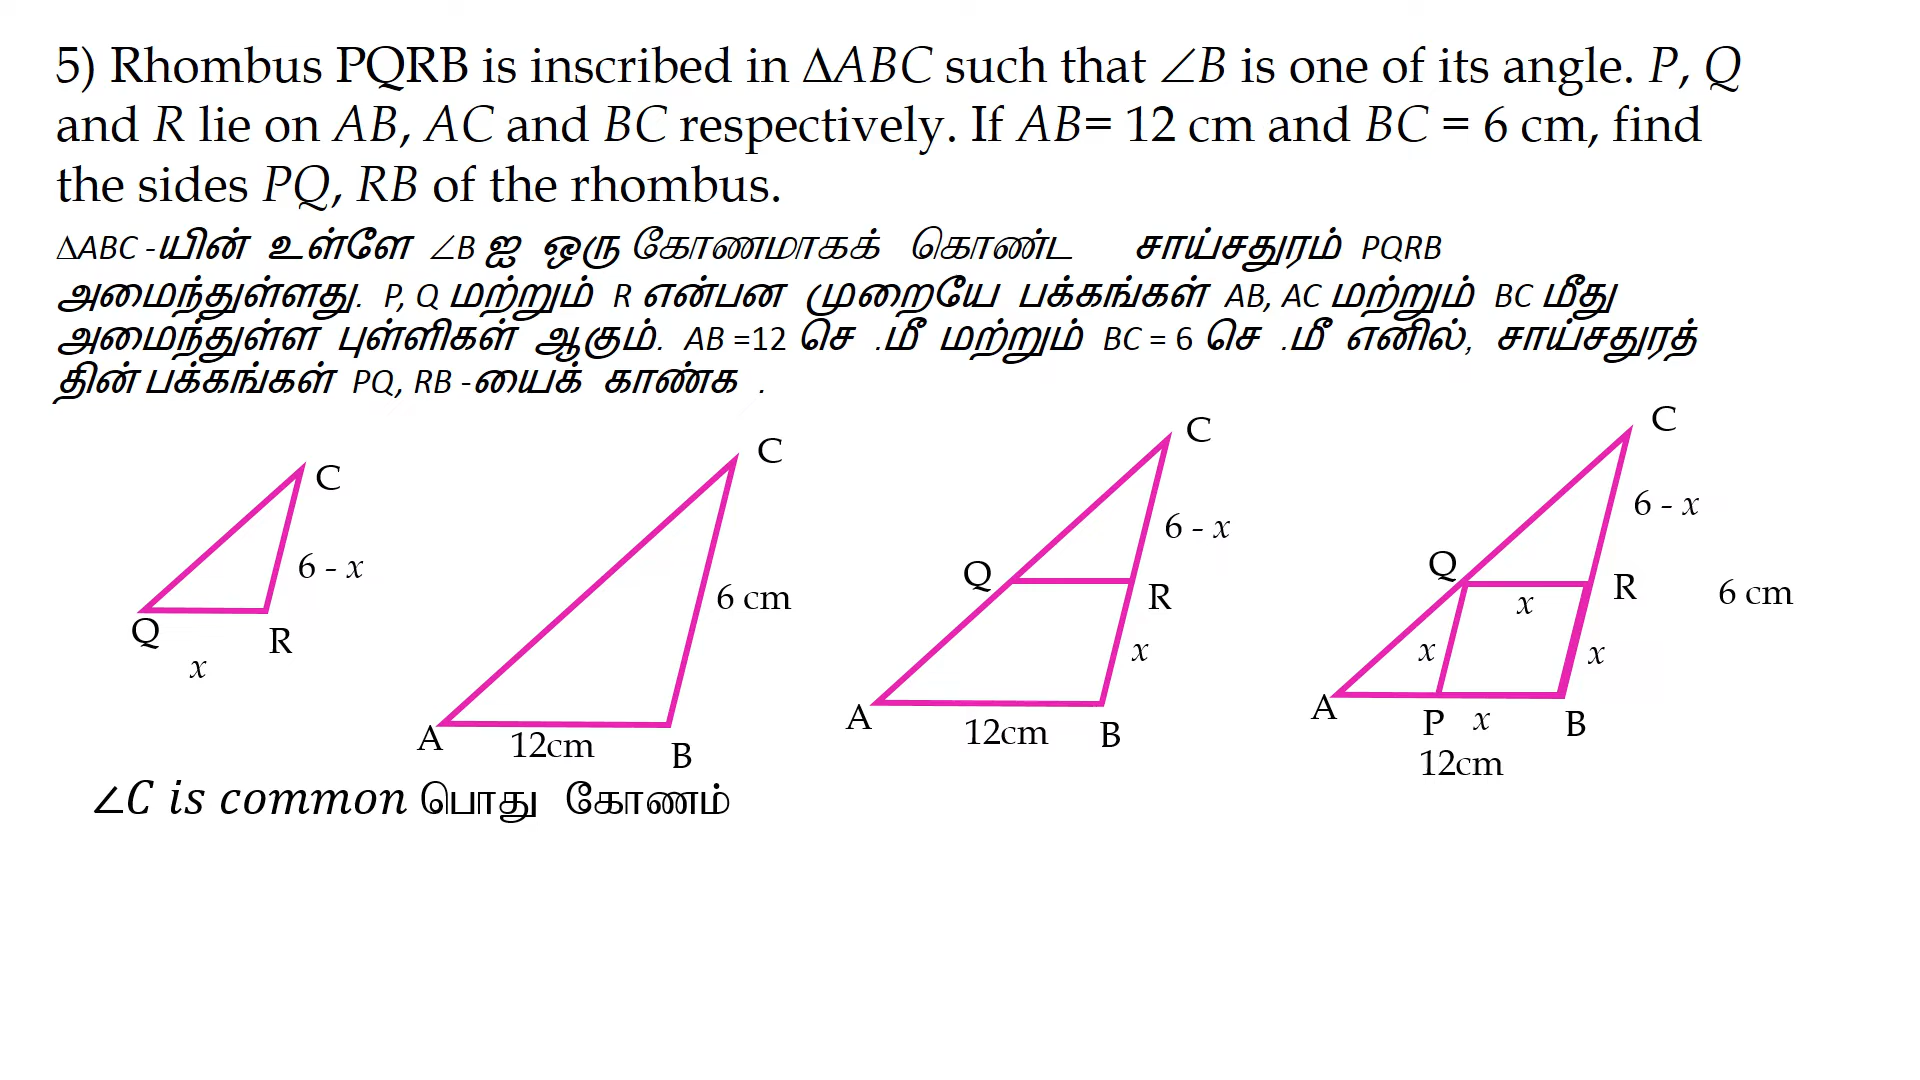 5) Rhombus PQRB is inscribed in ΔABC such that ∠B is one of its angle. P, Q
and R lie on AB, AC and BC respectively. If AB= 12 cm and BC = 6 cm, find
the sides PQ, RB of the rhombus.
ΔABC -யின் உள்ளே ∠B ஐ ஒரு கோணமாகக் கொண்ட சாய்சதுரம் PQRB
அமைந்துள்ளது. P, Q மற்றும் R என்பன முறையே பக்கங்கள் AB, AC மற்றும் BC மீது
அமைந்துள்ள புள்ளிகள் ஆகும். AB =12 செ .மீ மற்றும் BC = 6 செ .மீ எனில், சாய்சதுரத்
தின் பக்கங்கள் PQ, RB -யைக் காண்க .
C
6 - x
Q
R
x
C
6 cm
A
12cm
B
C
6 - x
Q
R
x
A
12cm
B
C
6 - x
Q
R
6 cm
x
x
x
A
P
x
B
12cm
∠C is common பொது கோணம்